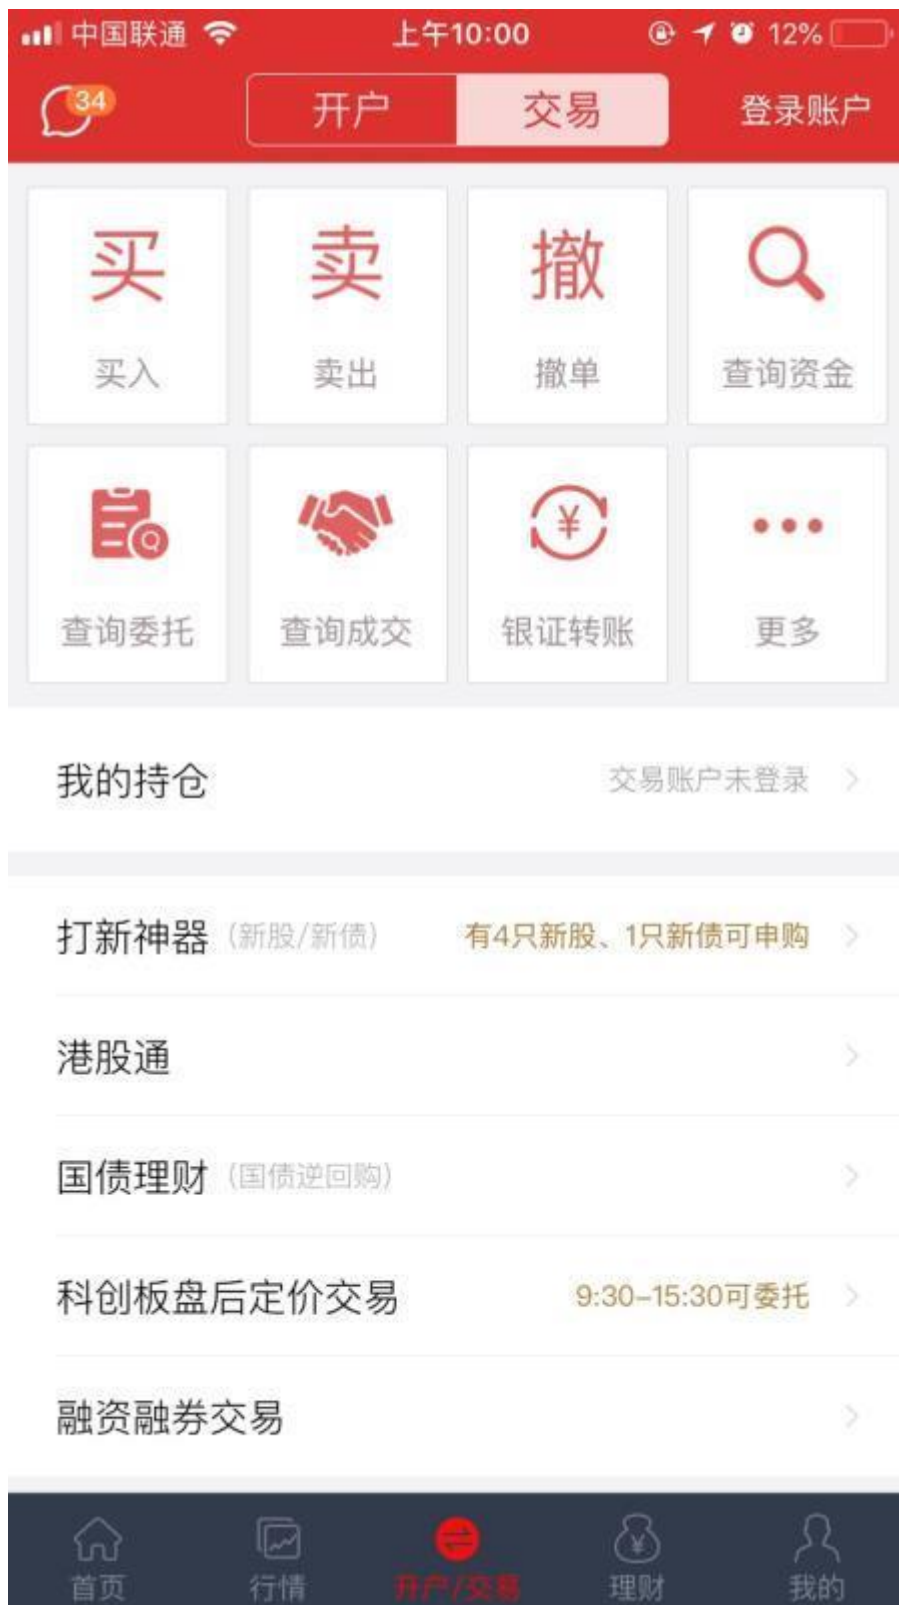 中国联通 上午10:00 12%
34 开户 交易 登录账户
买 卖 撤
买入 卖出 撤单 查询资金
¥
查询委托 查询成交 银证转账 更多
我的持仓 交易账户未登录
打新神器 (新股/新债) 有4只新股、1只新债可申购
港股通
国债理财 (国债逆回购)
科创板盘后定价交易 9:30-15:30可委托
融资融券交易
¥
首页 行情 开户/交易 理财 我的